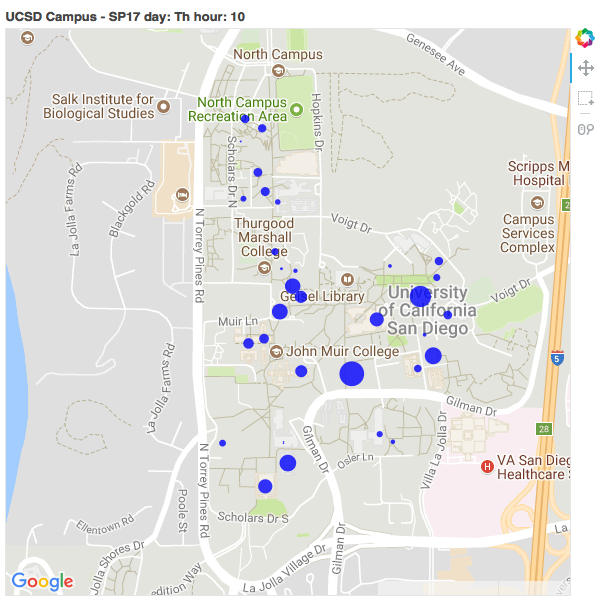 UCSD Campus - SP17 day: Th hour: 10
Genesee Ave
North Campus
Salk Institute for
Biological Studies
North Campus
Recreation Area
Hopkins Dr
Scholars Dr N
Scripps M
Hospital
La Jolla Farms Rd
Blackgold Rd
N Torrey Pines Rd
Voigt Dr
Campus
Services
Complex
2
Thurgood
Marshall
College
Geisel Library
University
of California
San Diego
Voigt Dr
Muir Ln
John Muir College
La Jolla Farms Rd
5
Gilman Dr
28
N Torrey Pines Rd
Gilman Dr
Osler Ln
Villa La Jolla Dr
H
VA San Dieg
Healthcare
Poole St
Ellentown Rd
Scholars Dr S
La
La Jolla Shores Dr
Gilman Dr
La Jolla Village Dr
edition Way
Google